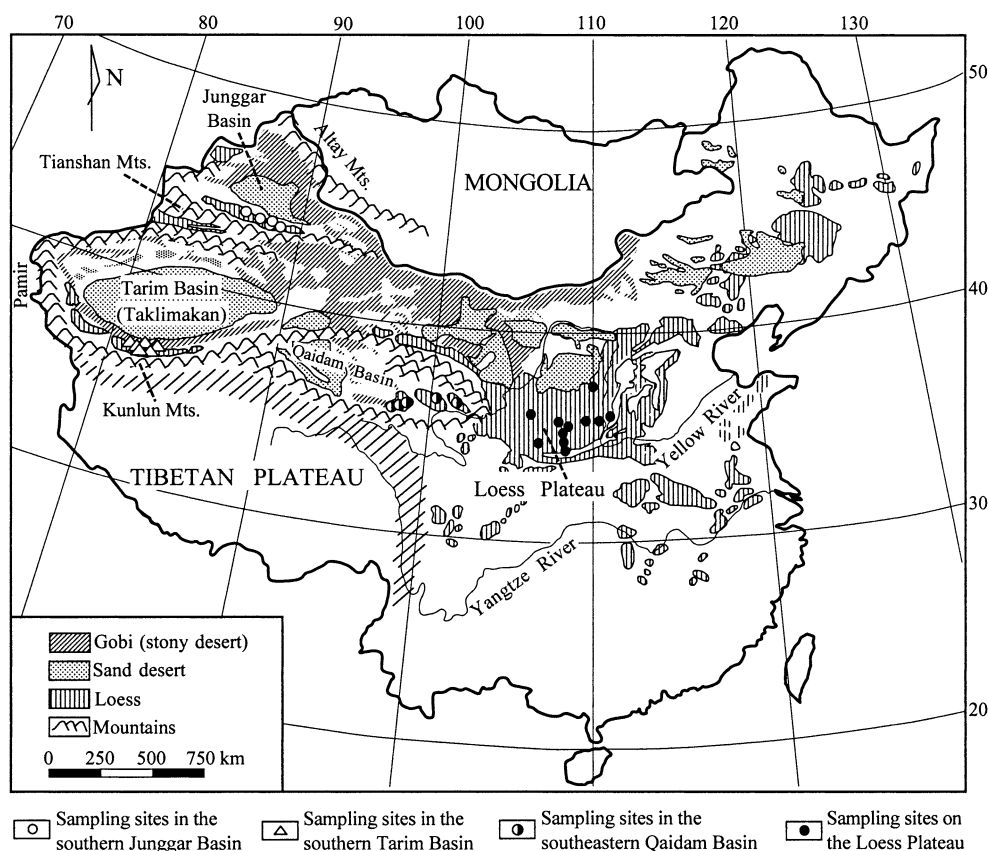 70 80 90 100 110 120 130
50
N
Junggar
Basin
Altay Mts.
Tianshan Mts.
MONGOLIA
40
Pamir
Tarim Basin
(Taklimakan)
Qaidam Basin
Kunlun Mts.
Yellow River
TIBETAN PLATEAU
Loess Plateau
30
Yangtze River
Gobi (stony desert)
Sand desert
Loess
Mountains
20
0 250 500 750 km
Sampling sites in the
southern Junggar Basin
Sampling sites in the
southern Tarim Basin
Sampling sites in the
southeastern Qaidam Basin
Sampling sites on
the Loess Plateau